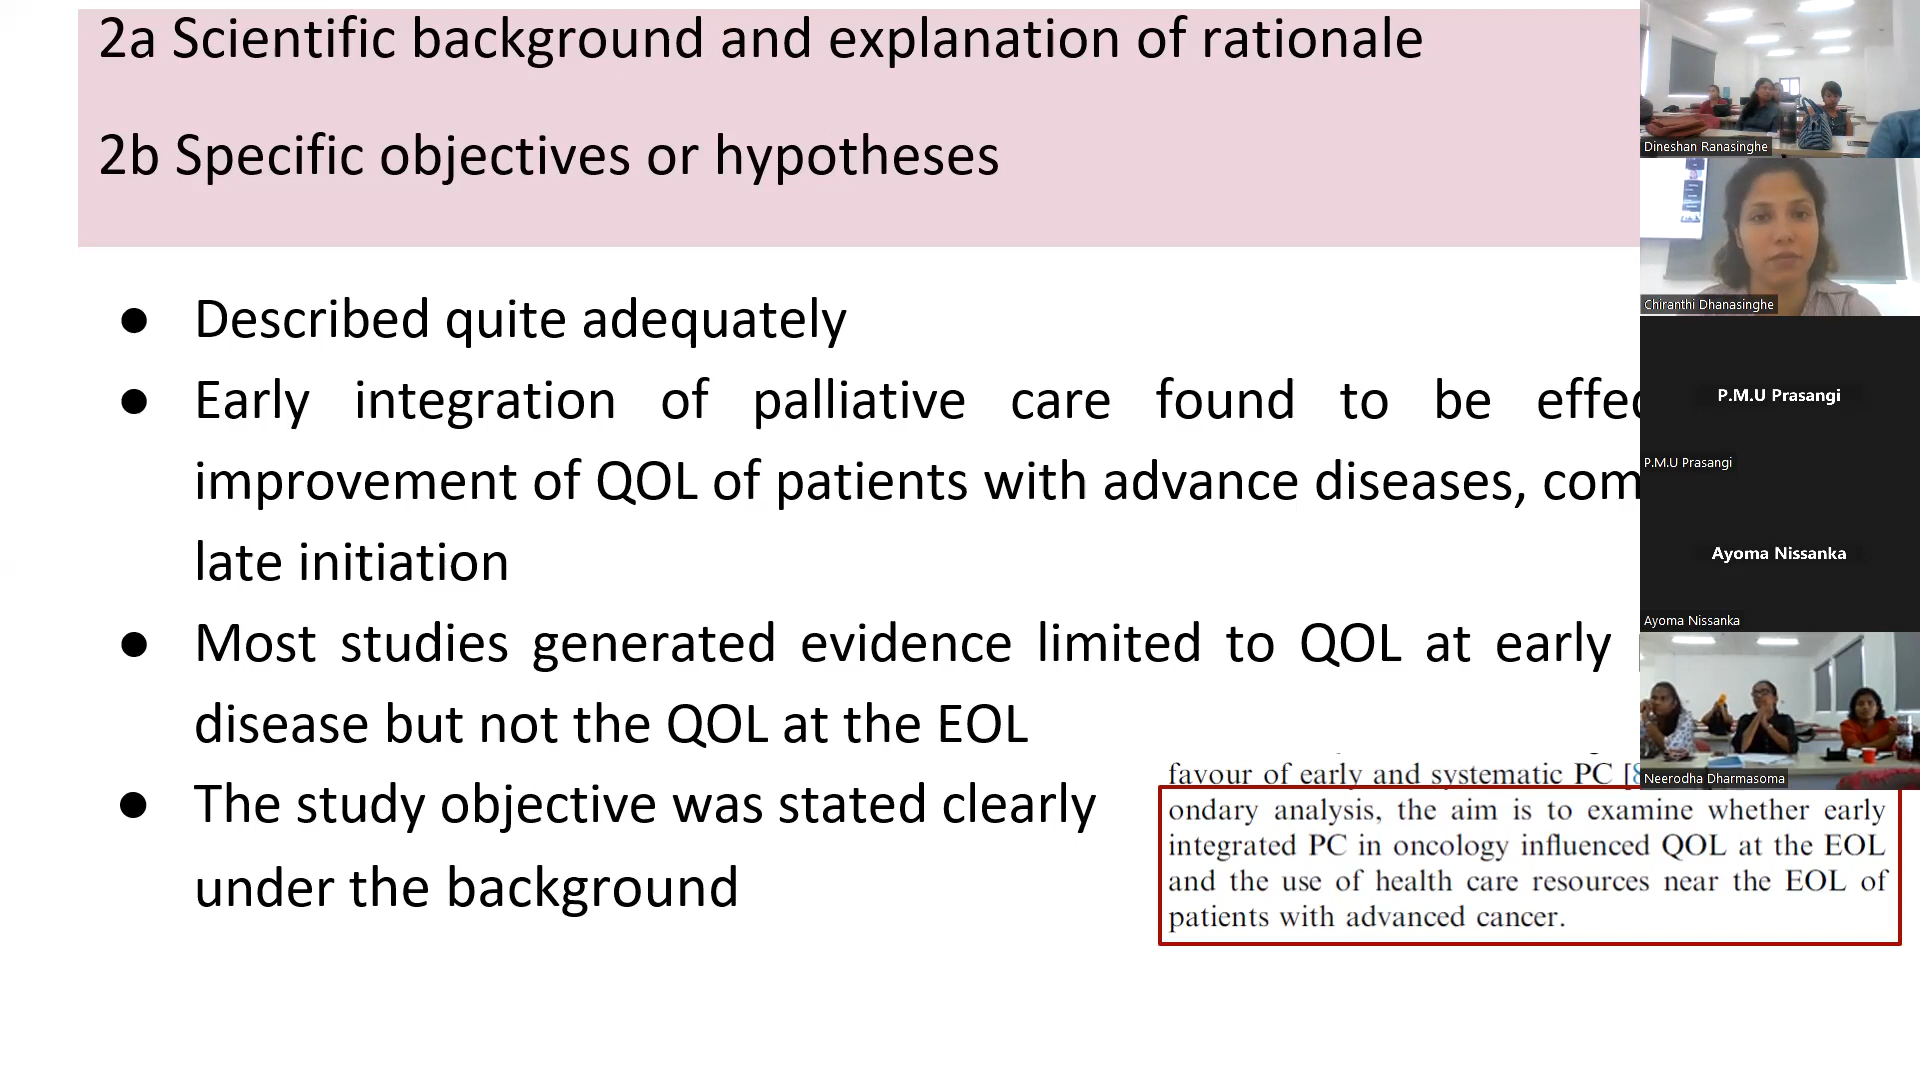 2a Scientific background and explanation of rationale
2b Specific objectives or hypotheses
● Described quite adequately
● Early integration of palliative care found to be
improvement of QOL of patients with advance diseases,
late initiation
● Most studies generated evidence limited to QOL at early
disease but not the QOL at the EOL
● The study objective was stated clearly
under the background
favour of early and systematic PC
ondary analysis, the aim is to examine whether early
integrated PC in oncology influenced QOL at the EOL
and the use of health care resources near the EOL of
patients with advanced cancer.
Dineshan Ranasinghe
Chiranthi Dhanasinghe
P.M.U Prasangi
P.M.U Prasangi
Ayoma Nissanka
Ayoma Nissanka
Neerodha Dharmasoma